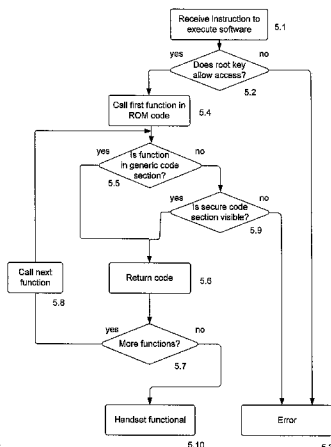 Receive Instruction to
execute software
5.1
yes
no
Does root key
allow access?
5.2
Call first function in
ROM code
5.4
Is function
in generic code
section?
no
yes
5.5
Is secure code
section visible?
yes
no
5.9
Call next
function
5.8
Return code
5.6
yes
no
More functions?
5.7
Handset functional
Error
5.10